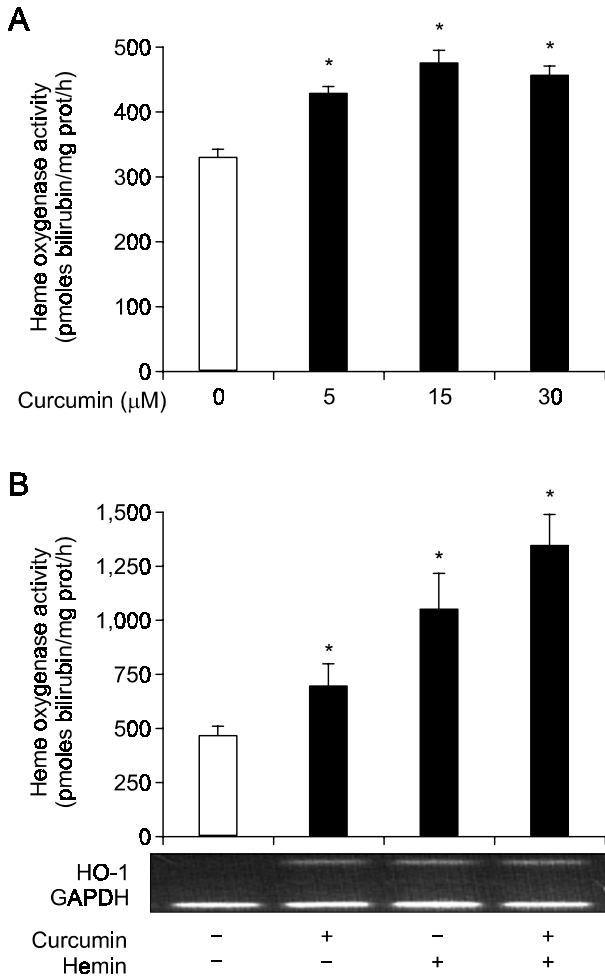 A
Heme oxygenase activity
(pmoles bilirubin/mg prot/h)
500
400
300
200
100
0
* * *
Curcumin (μM) 0 5 15 30
B
Heme oxygenase activity
(pmoles bilirubin/mg prot/h)
1,500
1,250
1,000
750
500
250
0
* * *
HO-1
GAPDH
Curcumin – + – +
Hemin – – + +